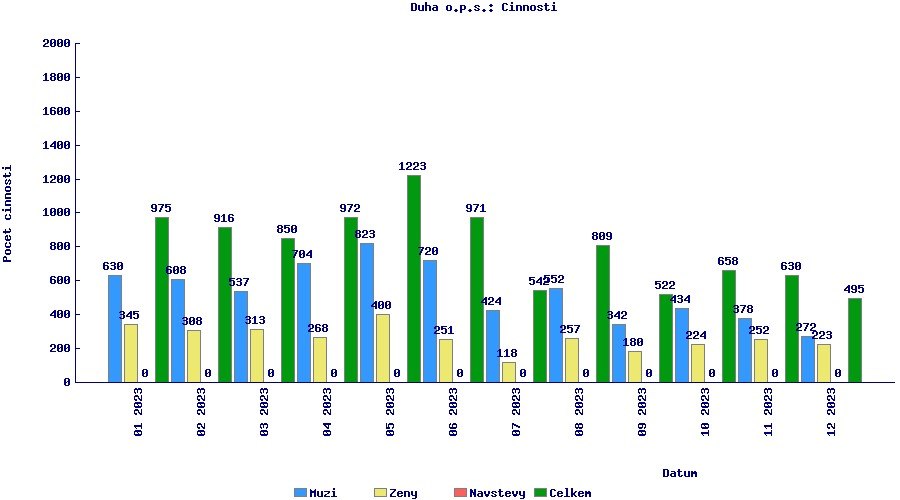 Duha o.p.s.: Cinnosti
Pocet cinnosti
2000
1800
1600
1400
1200
1000
800
600
400
200
0
630 345 0 975
608 308 0 916
537 313 0 850
704 268 0 972
823 400 0 1223
720 251 0 971
424 118 0 542
552 257 0 809
342 180 0 522
434 224 0 658
378 252 0 630
272 223 0 495
01 2023
02 2023
03 2023
04 2023
05 2023
06 2023
07 2023
08 2023
09 2023
10 2023
11 2023
12 2023
Datum
Muzi Zeny Navstevy Celkem